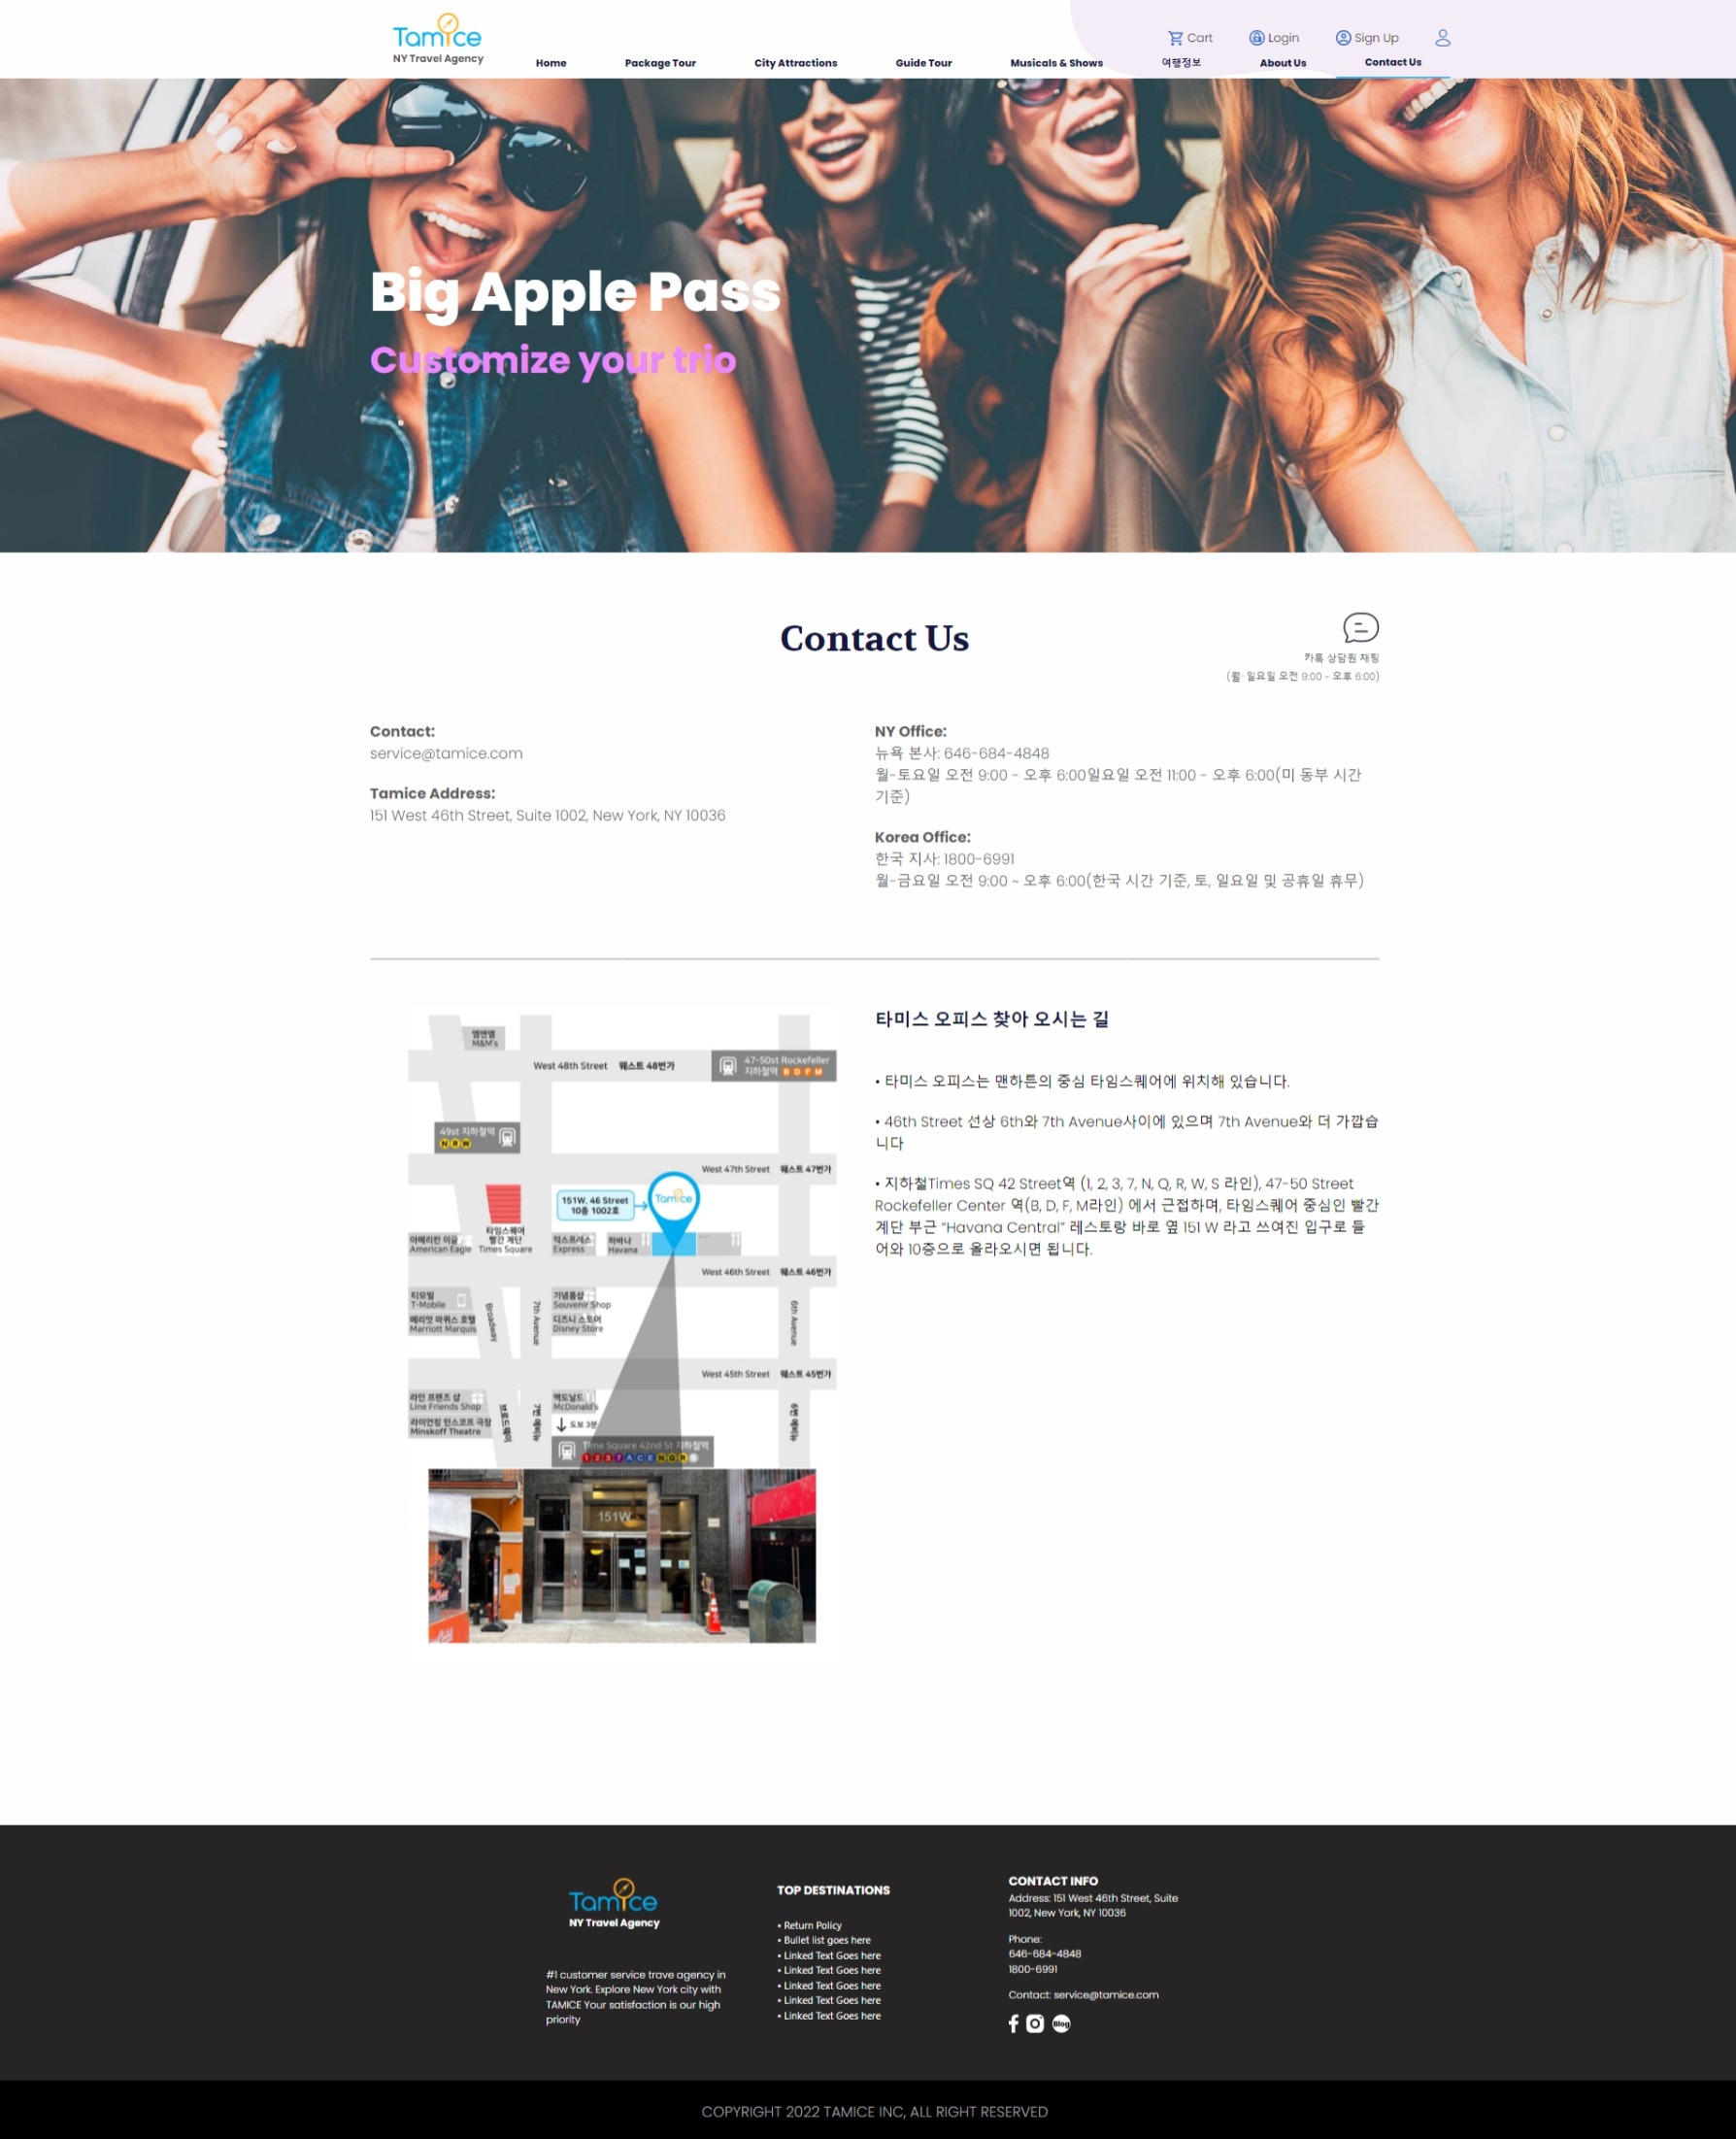 Tamice
NY Travel Agency
Cart
Login
Sign Up
Home
Package Tour
City Attractions
Guide Tour
Musicals & Shows
여행정보
About Us
Contact Us
Big Apple Pass
Customize your trio
Contact Us
카톡 상담원 채팅
(월-일요일 오전 9:00 - 오후 6:00)
Contact:
service@tamice.com
Tamice Address:
151 West 46th Street, Suite 1002, New York, NY 10036
NY Office:
뉴욕 본사: 646-684-4848
월-토요일 오전 9:00 - 오후 6:00일요일 오전 11:00 - 오후 6:00(미 동부 시간
기준)
Korea Office:
한국 지사: 1800-6991
월-금요일 오전 9:00 ~ 오후 6:00(한국 시간 기준, 토, 일요일 및 공휴일 휴무)
엠앤엠
M&M's
West 48th Street 웨스트 48번가
47-50st Rockefeller
지하철역 B D F M
49st 지하철역
N R W
West 47th Street 웨스트 47번가
151W. 46 Street
10층 1002호
Tamice
타임스퀘어
빨간 계단
Times Square
아메리칸 이글
American Eagle
익스프레스
Express
하바나
Havana
West 46th Street 웨스트 46번가
티모빌
T-Mobile
메리엇 마퀴스 호텔
Marriott Marquis
Broadway
7th Avenue
기념품샵
Souvenir Shop
디즈니 스토어
Disney Store
6th Avenue
West 45th Street 웨스트 45번가
라인 프랜즈 샵
Line Friends Shop
라이언킹 민스코프 극장
Minskoff Theatre
브로드웨이
7번 애비뉴
맥도날드
McDonald's
도보 3분
6번 애비뉴
Time Square 42nd St 지하철역
1 2 3 7 A C E N Q R S
151W
타미스 오피스 찾아 오시는 길
• 타미스 오피스는 맨하튼의 중심 타임스퀘어에 위치해 있습니다.
• 46th Street 선상 6th와 7th Avenue사이에 있으며 7th Avenue와 더 가깝습
니다
• 지하철Times SQ 42 Street역 (1, 2, 3, 7, N, Q, R, W, S 라인), 47-50 Street
Rockefeller Center 역(B, D, F, M라인) 에서 근접하며, 타임스퀘어 중심인 빨간
계단 부근 “Havana Central” 레스토랑 바로 옆 151 W 라고 쓰여진 입구로 들
어와 10층으로 올라오시면 됩니다.
Tamice
NY Travel Agency
#1 customer service trave agency in
New York. Explore New York city with
TAMICE Your satisfaction is our high
priority
TOP DESTINATIONS
• Return Policy
• Bullet list goes here
• Linked Text Goes here
• Linked Text Goes here
• Linked Text Goes here
• Linked Text Goes here
• Linked Text Goes here
CONTACT INFO
Address: 151 West 46th Street, Suite
1002, New York, NY 10036
Phone:
646-684-4848
1800-6991
Contact: service@tamice.com
Blog
COPYRIGHT 2022 TAMICE INC, ALL RIGHT RESERVED